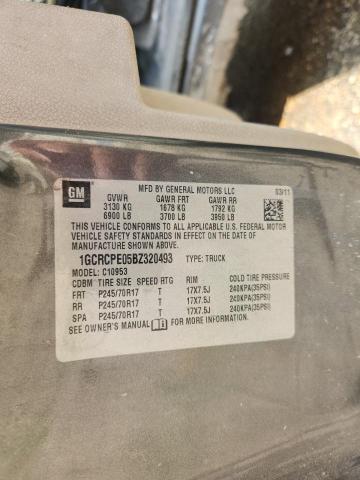 GM
MFD BY GENERAL MOTORS LLC 03/11
GVWR GAWR FRT GAWR RR
3130 KG 1678 KG 1792 KG
6900 LB 3700 LB 3950 LB
THIS VEHICLE CONFORMS TO ALL APPLICABLE U.S. FEDERAL MOTOR
VEHICLE SAFETY AND THEFT PREVENTION STANDARDS IN EFFECT ON THE DATE OF
MANUFACTURE SHOWN ABOVE.
1GCRCPE05BZ320493 TYPE: TRUCK
MODEL: C10953
CDBM TIRE SIZE SPEED RTG RIM COLD TIRE PRESSURE
FRT P245/70R17 T 17X7.5J 240KPA(35PSI)
RR P245/70R17 T 17X7.5J 240KPA(35PSI)
SPA P245/70R17 T 17X7.5J 240KPA(35PSI)
SEE OWNER'S MANUAL